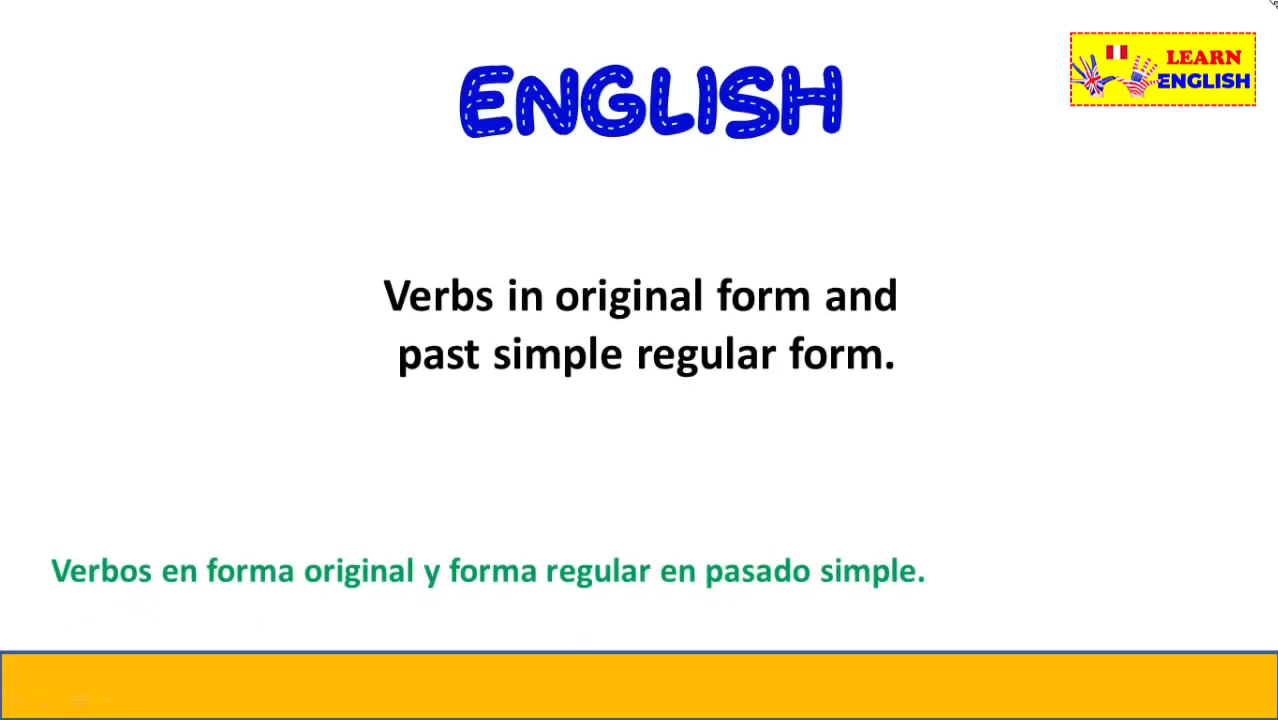 ENGLISH
LEARN
ENGLISH
Verbs in original form and
past simple regular form.
Verbos en forma original y forma regular en pasado simple.